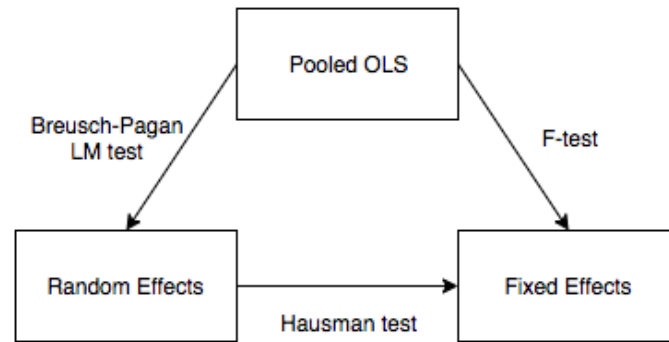 Pooled OLS
Breusch-Pagan
LM test
F-test
Random Effects
Fixed Effects
Hausman test